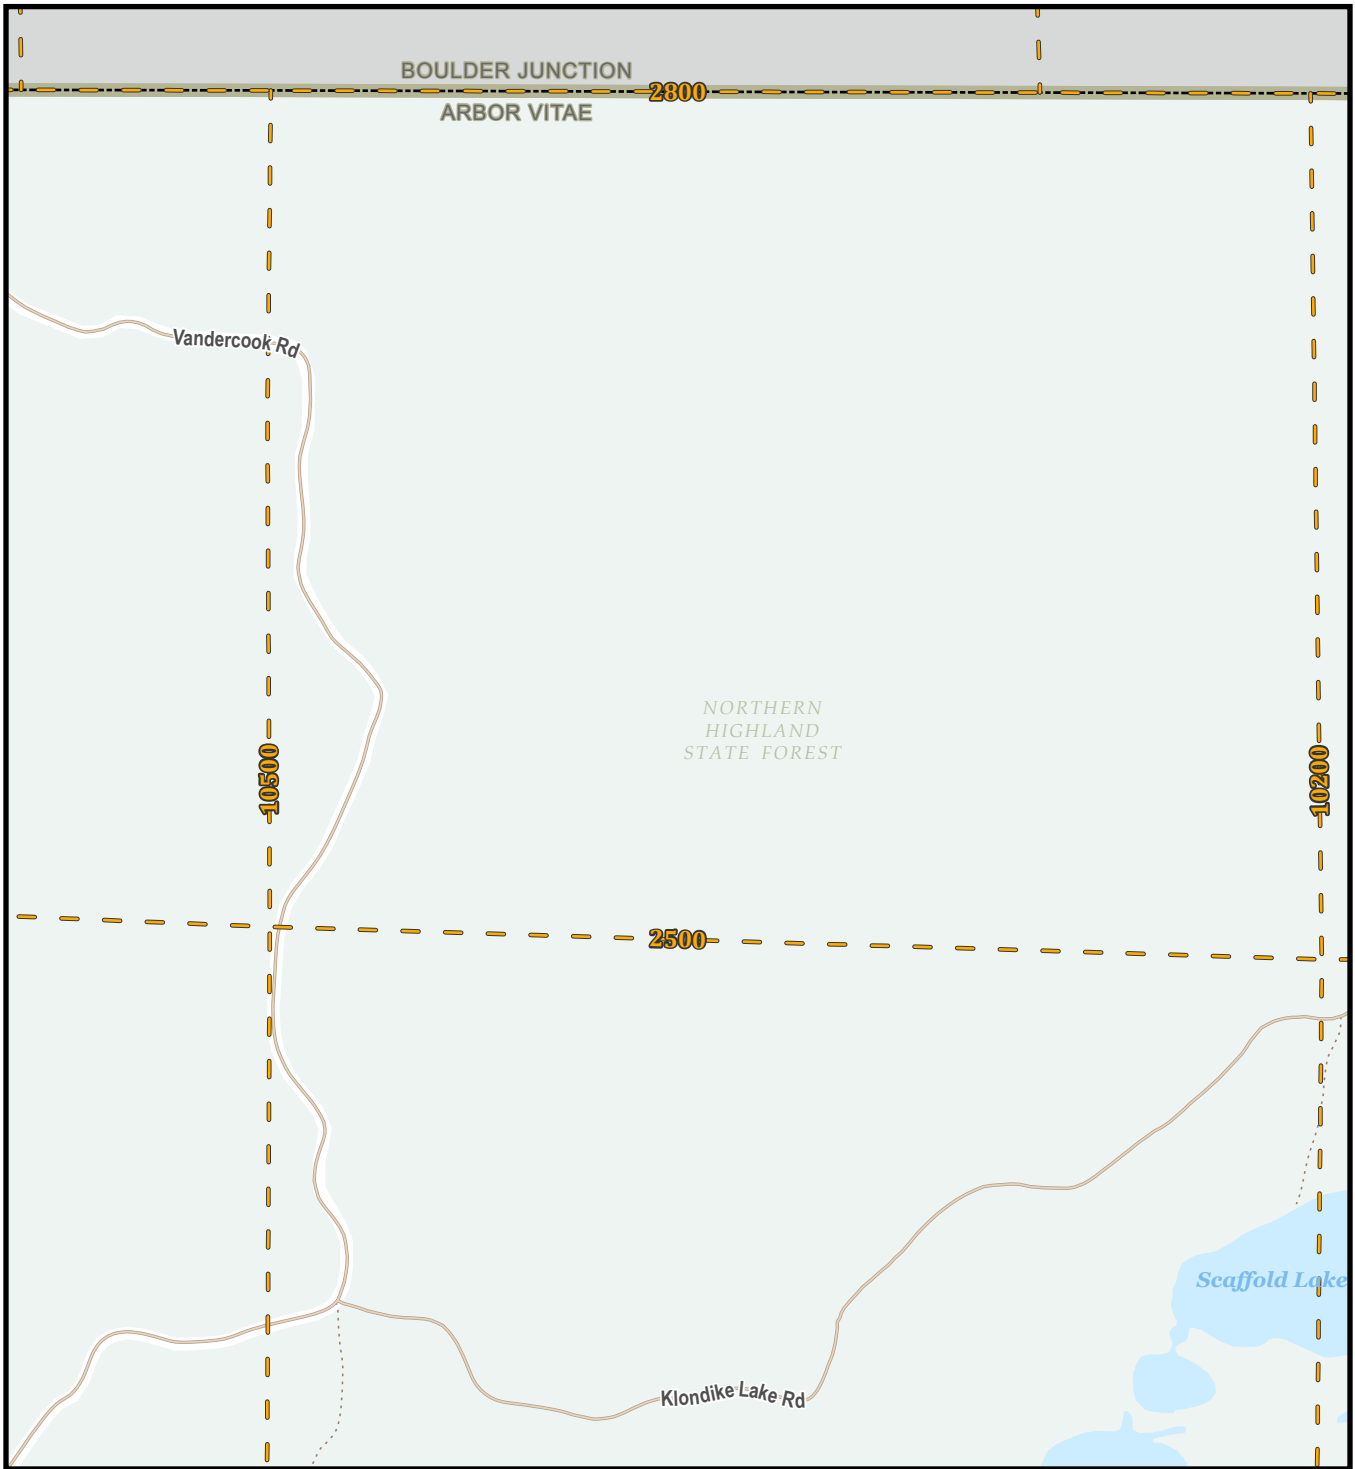 BOULDER JUNCTION
2800
ARBOR VITAE
Vandercook Rd
NORTHERN
HIGHLAND
STATE FOREST
10500
10200
2500
Scaffold Lake
Klondike Lake Rd